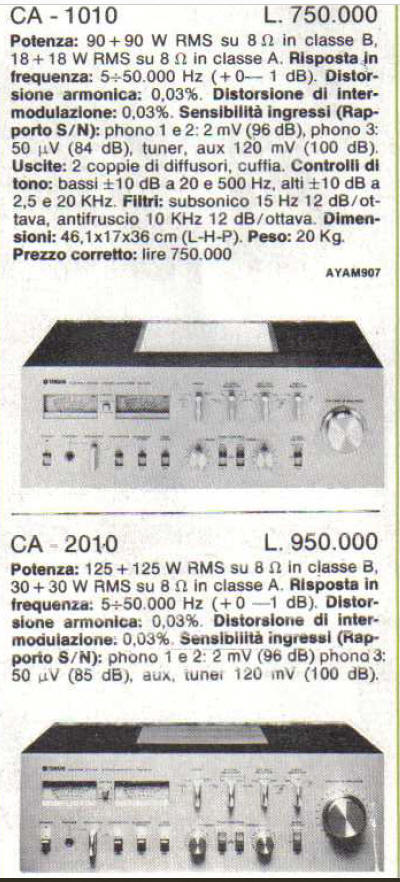 CA - 1010 L. 750.000
Potenza: 90 + 90 W RMS su 8 Ω in classe B,
18 + 18 W RMS su 8 Ω in classe A. Risposta in
frequenza: 5÷50.000 Hz (+ 0— 1 dB). Distor-
sione armonica: 0,03%. Distorsione di inter-
modulazione: 0,03%. Sensibilità ingressi (Rap-
porto S/N): phono 1 e 2: 2 mV (96 dB), phono 3:
50 µV (84 dB), tuner, aux 120 mV (100 dB).
Uscite: 2 coppie di diffusori, cuffia. Controlli di
tono: bassi ±10 dB a 20 e 500 Hz, alti ±10 dB a
2,5 e 20 KHz. Filtri: subsonico 15 Hz 12 dB/ot-
tava, antifruscio 10 KHz 12 dB/ottava. Dimen-
sioni: 46,1x17x36 cm (L-H-P). Peso: 20 Kg.
Prezzo corretto: lire 750.000
AYAM907
YAMAHA
CA - 2010 L. 950.000
Potenza: 125 + 125 W RMS su 8 Ω in classe B,
30 + 30 W RMS su 8 Ω in classe A. Risposta in
frequenza: 5÷50.000 Hz (+ 0 —1 dB). Distor-
sione armonica: 0,03%. Distorsione di inter-
modulazione: 0,03%. Sensibilità ingressi (Rap-
porto S/N): phono 1 e 2: 2 mV (96 dB) phono 3:
50 µV (85 dB), aux, tuner 120 mV (100 dB).
YAMAHA